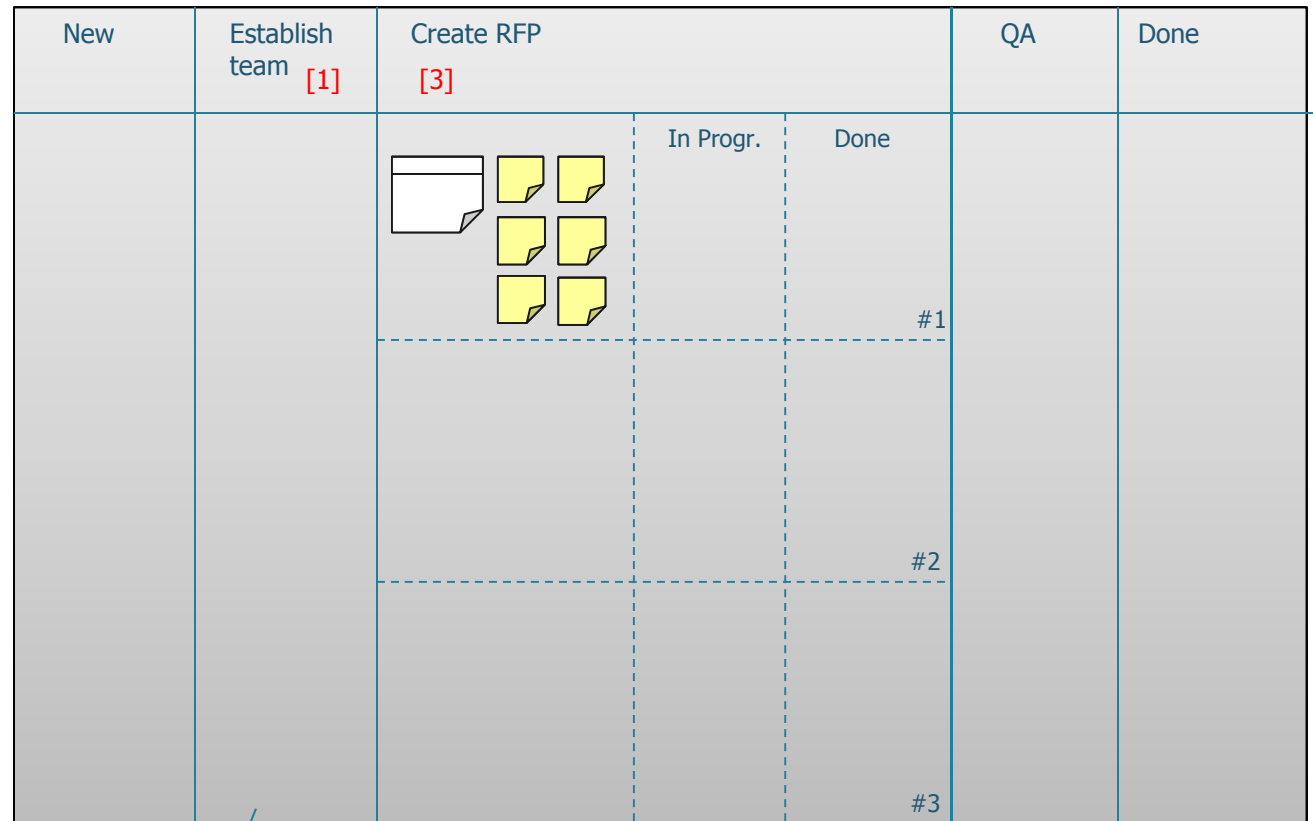 New
Establish
team [1]
Create RFP
[3]
QA
Done
In Progr.
Done
#1
#2
#3